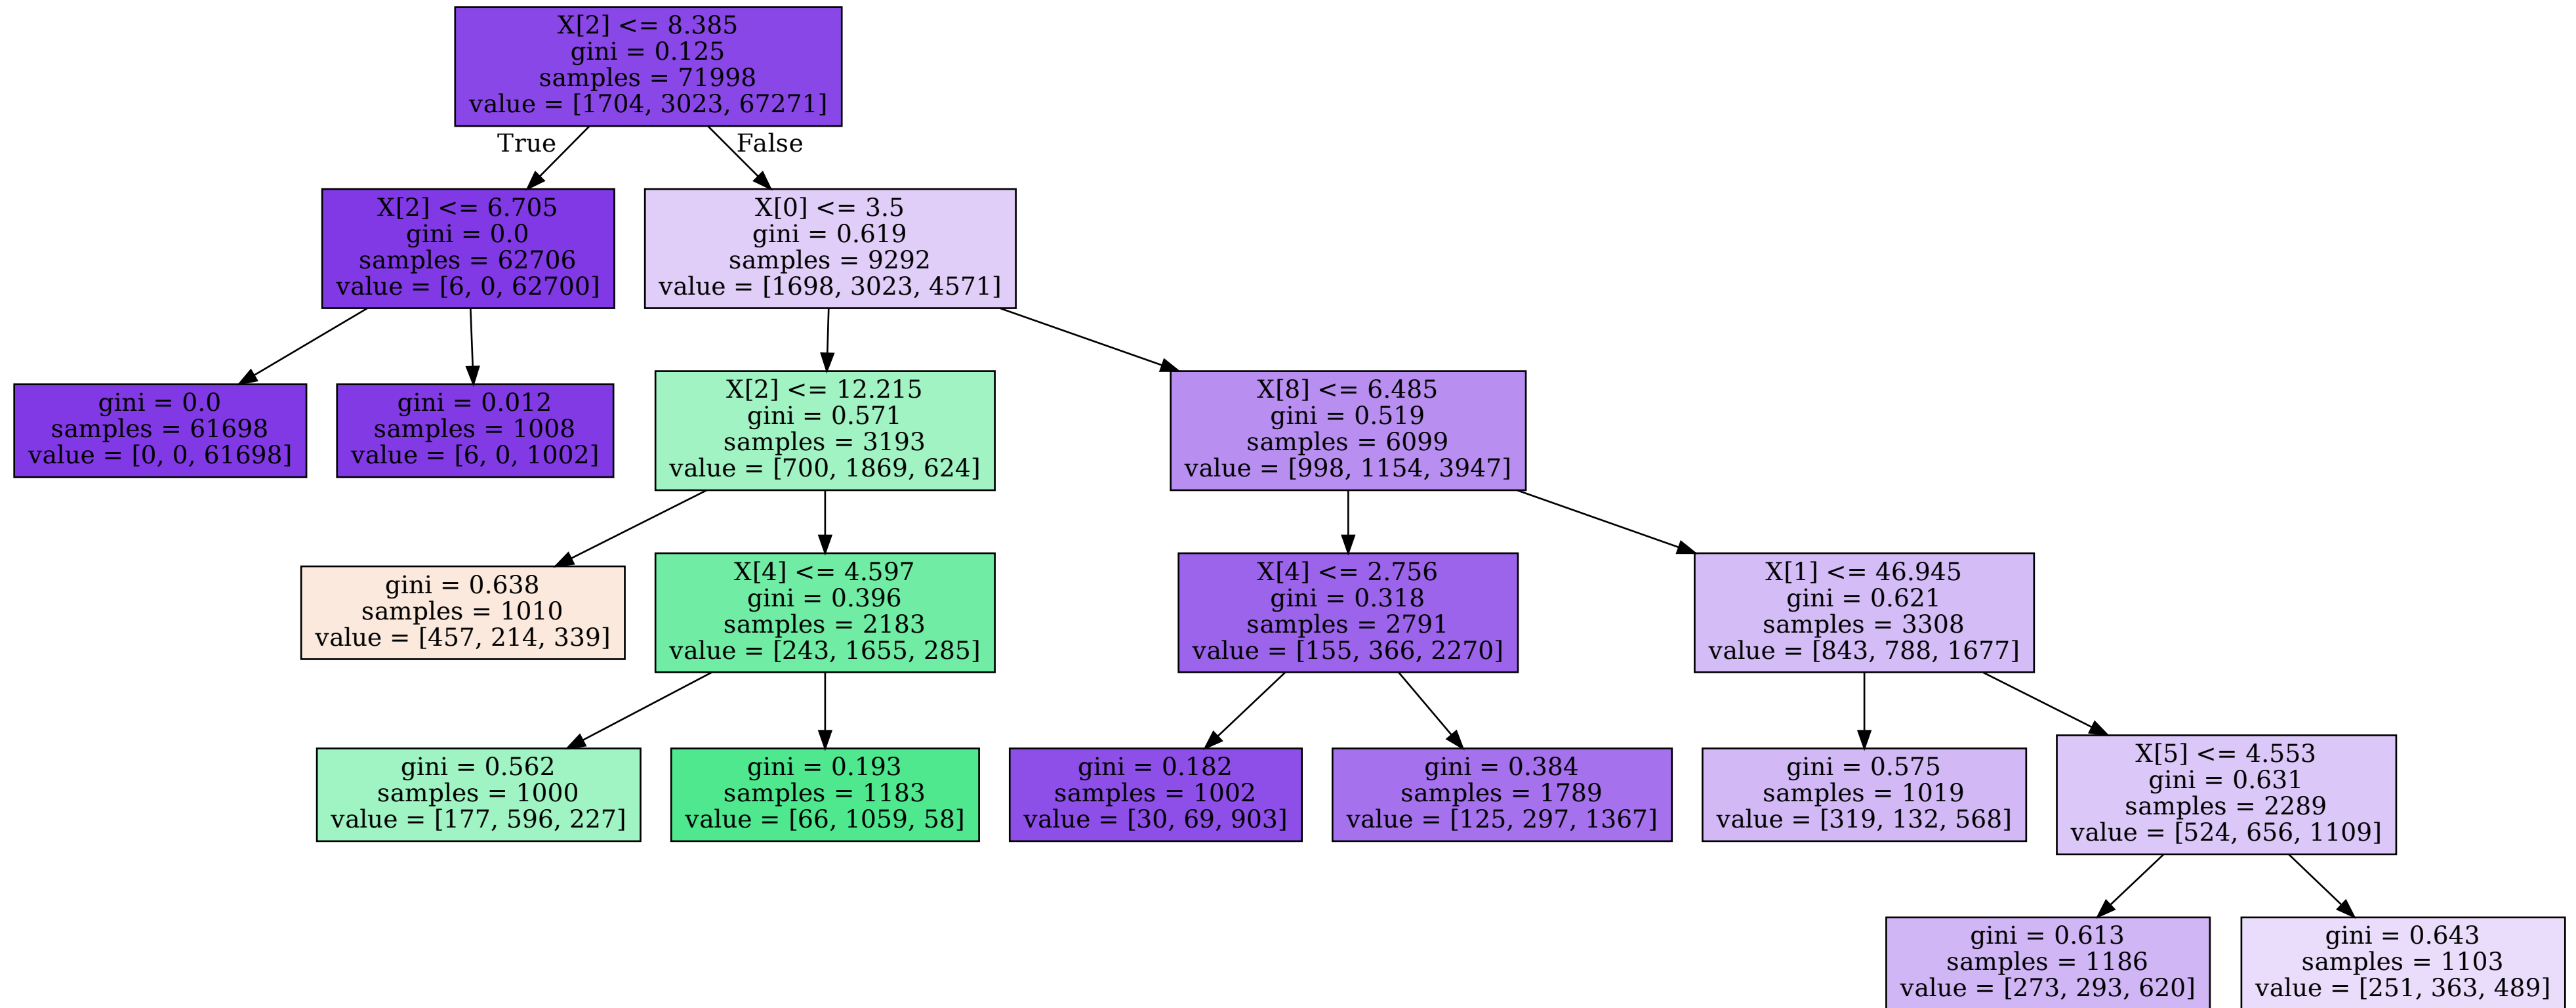 X[2] <= 8.385
gini = 0.125
samples = 71998
value = [1704, 3023, 67271]
True
False
X[2] <= 6.705
gini = 0.0
samples = 62706
value = [6, 0, 62700]
X[0] <= 3.5
gini = 0.619
samples = 9292
value = [1698, 3023, 4571]
gini = 0.0
samples = 61698
value = [0, 0, 61698]
gini = 0.012
samples = 1008
value = [6, 0, 1002]
X[2] <= 12.215
gini = 0.571
samples = 3193
value = [700, 1869, 624]
X[8] <= 6.485
gini = 0.519
samples = 6099
value = [998, 1154, 3947]
gini = 0.638
samples = 1010
value = [457, 214, 339]
X[4] <= 4.597
gini = 0.396
samples = 2183
value = [243, 1655, 285]
X[4] <= 2.756
gini = 0.318
samples = 2791
value = [155, 366, 2270]
X[1] <= 46.945
gini = 0.621
samples = 3308
value = [843, 788, 1677]
gini = 0.562
samples = 1000
value = [177, 596, 227]
gini = 0.193
samples = 1183
value = [66, 1059, 58]
gini = 0.182
samples = 1002
value = [30, 69, 903]
gini = 0.384
samples = 1789
value = [125, 297, 1367]
gini = 0.575
samples = 1019
value = [319, 132, 568]
X[5] <= 4.553
gini = 0.631
samples = 2289
value = [524, 656, 1109]
gini = 0.613
samples = 1186
value = [273, 293, 620]
gini = 0.643
samples = 1103
value = [251, 363, 489]